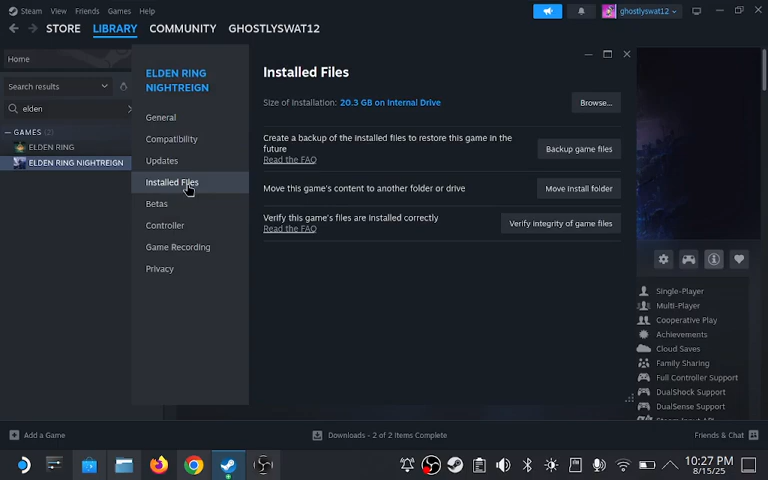 Steam View Friends Games Help
ghostlyswat12
STORE LIBRARY COMMUNITY GHOSTLYSWAT12
Home
Search results
elden
GAMES (2)
ELDEN RING
ELDEN RING NIGHTREIGN
ELDEN RING
NIGHTREIGN
General
Compatibility
Updates
Installed Files
Betas
Controller
Game Recording
Privacy
Installed Files
Size of Installation: 20.3 GB on Internal Drive
Browse...
Create a backup of the installed files to restore this game in the
future
Read the FAQ
Backup game files
Move this game's content to another folder or drive
Move install folder
Verify this game's files are installed correctly
Read the FAQ
Verify integrity of game files
Single-Player
Multi-Player
Cooperative Play
Achievements
Cloud Saves
Family Sharing
Full Controller Support
DualShock Support
DualSense Support
Add a Game
Downloads - 2 of 2 Items Complete
Friends & Chat
10:27 PM
8/15/25